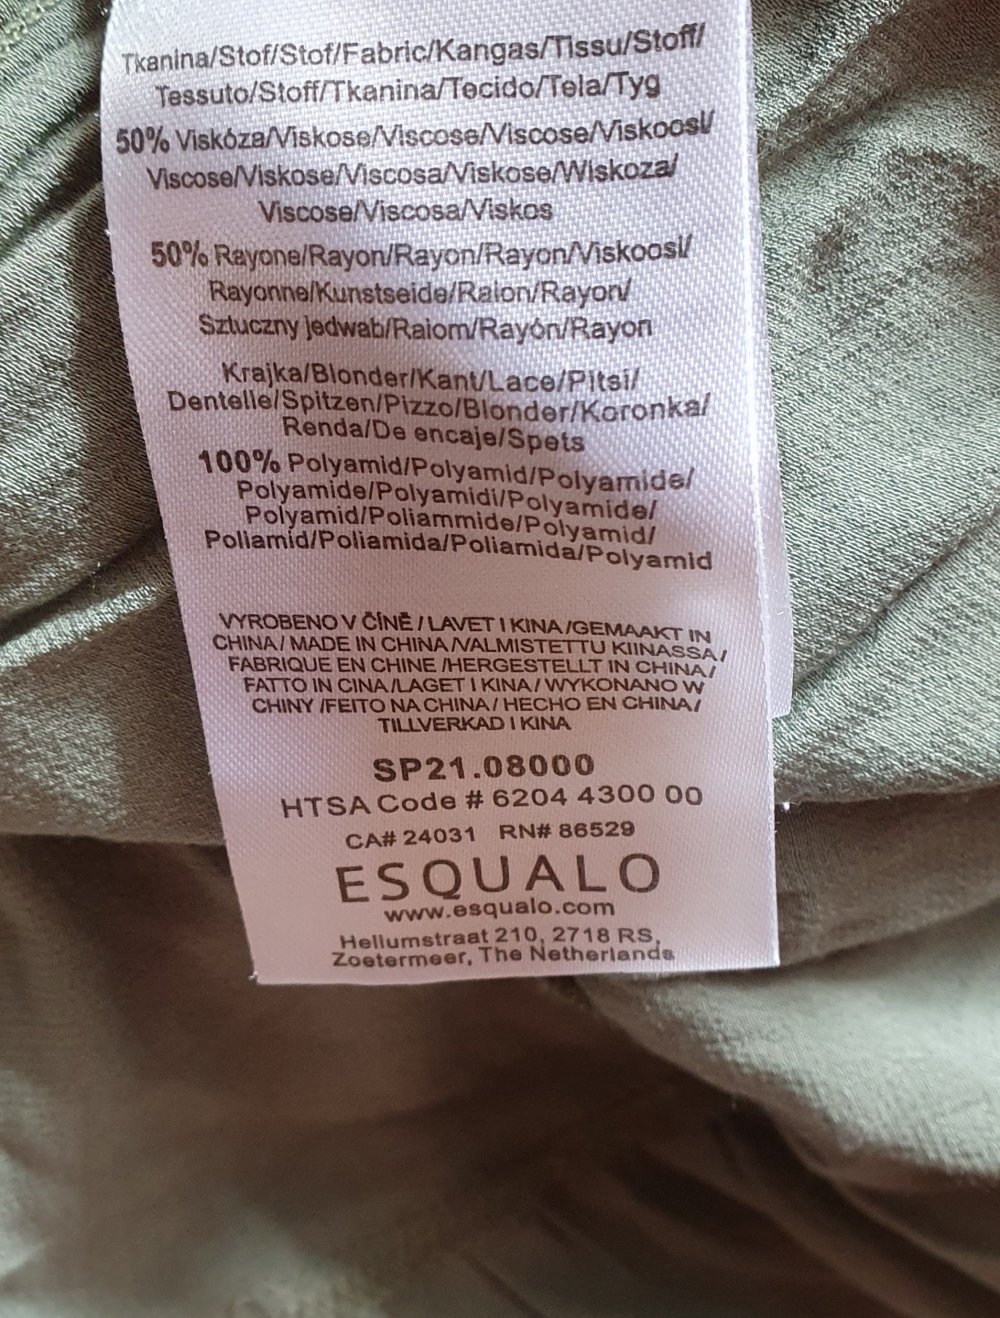 Tkanina/Stof/Stof/Fabric/Kangas/Tissu/Stoff/
Tessuto/Stoff/Tkanina/Tecido/Tela/Tyg
50% Viskóza/Viskose/Viscose/Viscose/Viskoosi/
Viscose/Viskose/Viscosa/Viskose/Wiskoza/
Viscose/Viscosa/Viskos
50% Rayone/Rayon/Rayon/Rayon/Viskoosi/
Rayonne/Kunstseide/Raion/Rayon/
Sztuczny jedwab/Raiom/Rayón/Rayon
Krajka/Blonder/Kant/Lace/Pitsi/
Dentelle/Spitzen/Pizzo/Blonder/Koronka/
Renda/De encaje/Spets
100% Polyamid/Polyamid/Polyamide/
Polyamide/Polyamidi/Polyamide/
Polyamid/Poliammide/Polyamid/
Poliamid/Poliamida/Poliamida/Polyamid
VYROBENO V ČÍNĚ / LAVET I KINA /GEMAAKT IN
CHINA / MADE IN CHINA /VALMISTETTU KIINASSA /
FABRIQUE EN CHINE /HERGESTELLT IN CHINA /
FATTO IN CINA /LAGET I KINA / WYKONANO W
CHINY /FEITO NA CHINA / HECHO EN CHINA /
TILLVERKAD I KINA
SP21.08000
HTSA Code # 6204 4300 00
CA# 24031 RN# 86529
ESQUALO
www.esqualo.com
Heliumstraat 210, 2718 RS,
Zoetermeer, The Netherlands